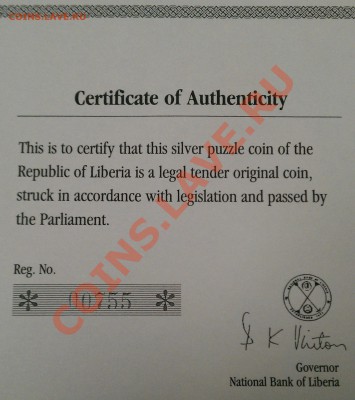 COINS.LAVE.RU
Certificate of Authenticity
This is to certify that this silver puzzle coin of the
Republic of Liberia is a legal tender original coin,
struck in accordance with legislation and passed by
the Parliament.
Reg. No.
* 00755 *
COINS.LAVE.RU
Governor
National Bank of Liberia